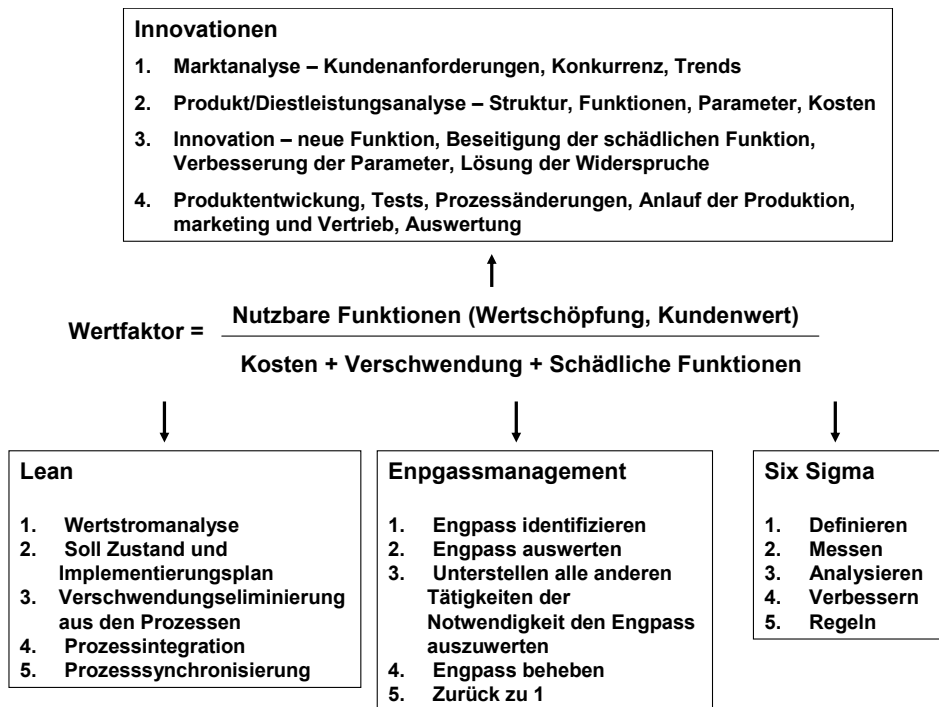 Innovationen
1. Marktanalyse – Kundenanforderungen, Konkurrenz, Trends
2. Produkt/Diestleistungsanalyse – Struktur, Funktionen, Parameter, Kosten
3. Innovation – neue Funktion, Beseitigung der schädlichen Funktion,
Verbesserung der Parameter, Lösung der Widerspruche
4. Produktentwickung, Tests, Prozessänderungen, Anlauf der Produktion,
marketing und Vertrieb, Auswertung
Nutzbare Funktionen (Wertschöpfung, Kundenwert)
Wertfaktor =
Kosten + Verschwendung + Schädliche Funktionen
Lean
1. Wertstromanalyse
2. Soll Zustand und
Implementierungsplan
3. Verschwendungseliminierung
aus den Prozessen
4. Prozessintegration
5. Prozesssynchronisierung
Enpgassmanagement
1. Engpass identifizieren
2. Engpass auswerten
3. Unterstellen alle anderen
Tätigkeiten der
Notwendigkeit den Engpass
auszuwerten
4. Engpass beheben
5. Zurück zu 1
Six Sigma
1. Definieren
2. Messen
3. Analysieren
4. Verbessern
5. Regeln